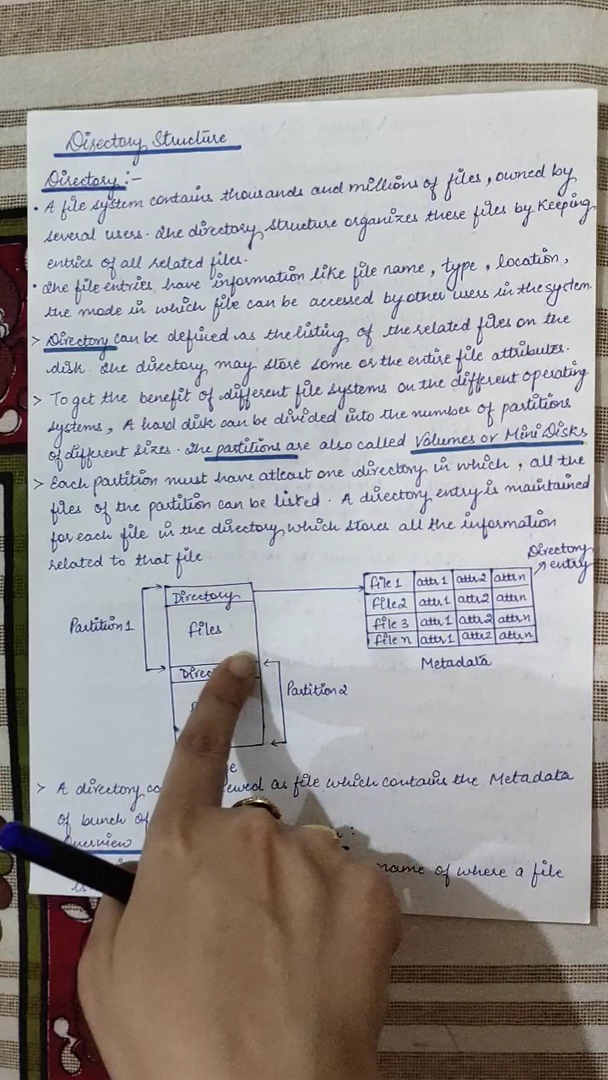 Directory Structure
Directory :-
• A file system contains thousands and millions of files, owned by
several users. The directory structure organizes these files by Keeping
entries of all related files.
• The file entries have information like file name, type, location,
the mode in which file can be accessed by other users in the system.
> Directory can be defined as the listing of the related files on the
disk. The directory may store some or the entire file attributes.
> To get the benefit of different file systems on the different operating
systems, A hard disk can be divided into the number of partitions
of different sizes. The partitions are also called Volumes or Mini Disks
> Each partition must have atleast one directory in which, all the
files of the partition can be listed. A directory entry is maintained
for each file in the directory which stores all the information
related to that file.
Directory entry
Partition 1
Directory
files
Partition 2
file 1 attr 1 attr 2 attr n
file 2 attr 1 attr 2 attr n
file 3 attr 1 attr 2 attr n
file n attr 1 attr 2 attr n
Metadata
> A directory as file which contains the Metadata
of bunch
Overview
name of where a file